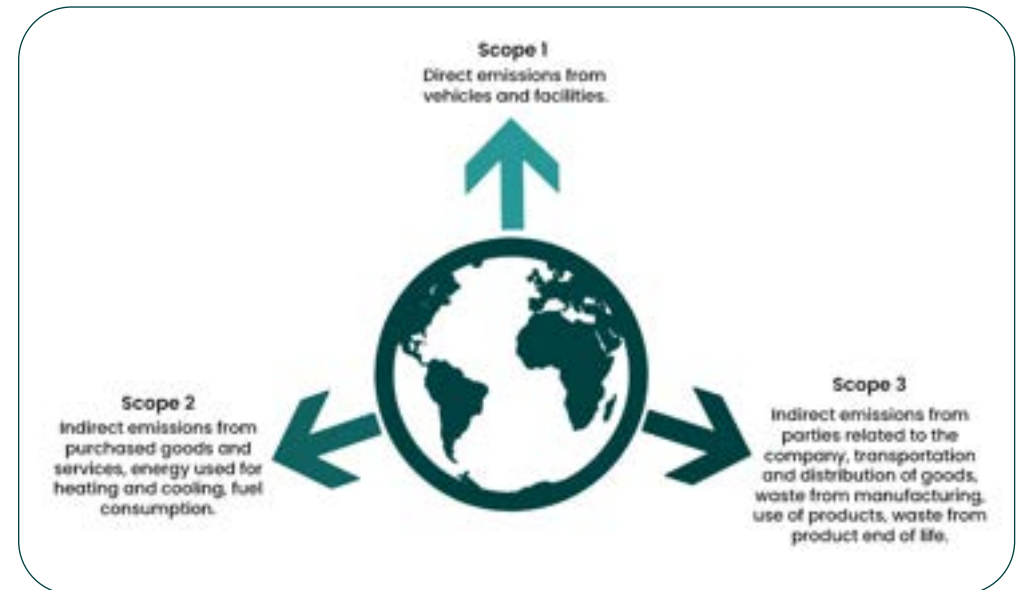 Scope 1
Direct emissions from
vehicles and facilities.
Scope 2
Indirect emissions from
purchased goods and
services, energy used for
heating and cooling, fuel
consumption.
Scope 3
Indirect emissions from
parties related to the
company, transportation
and distribution of goods,
waste from manufacturing,
use of products, waste from
product end of life.